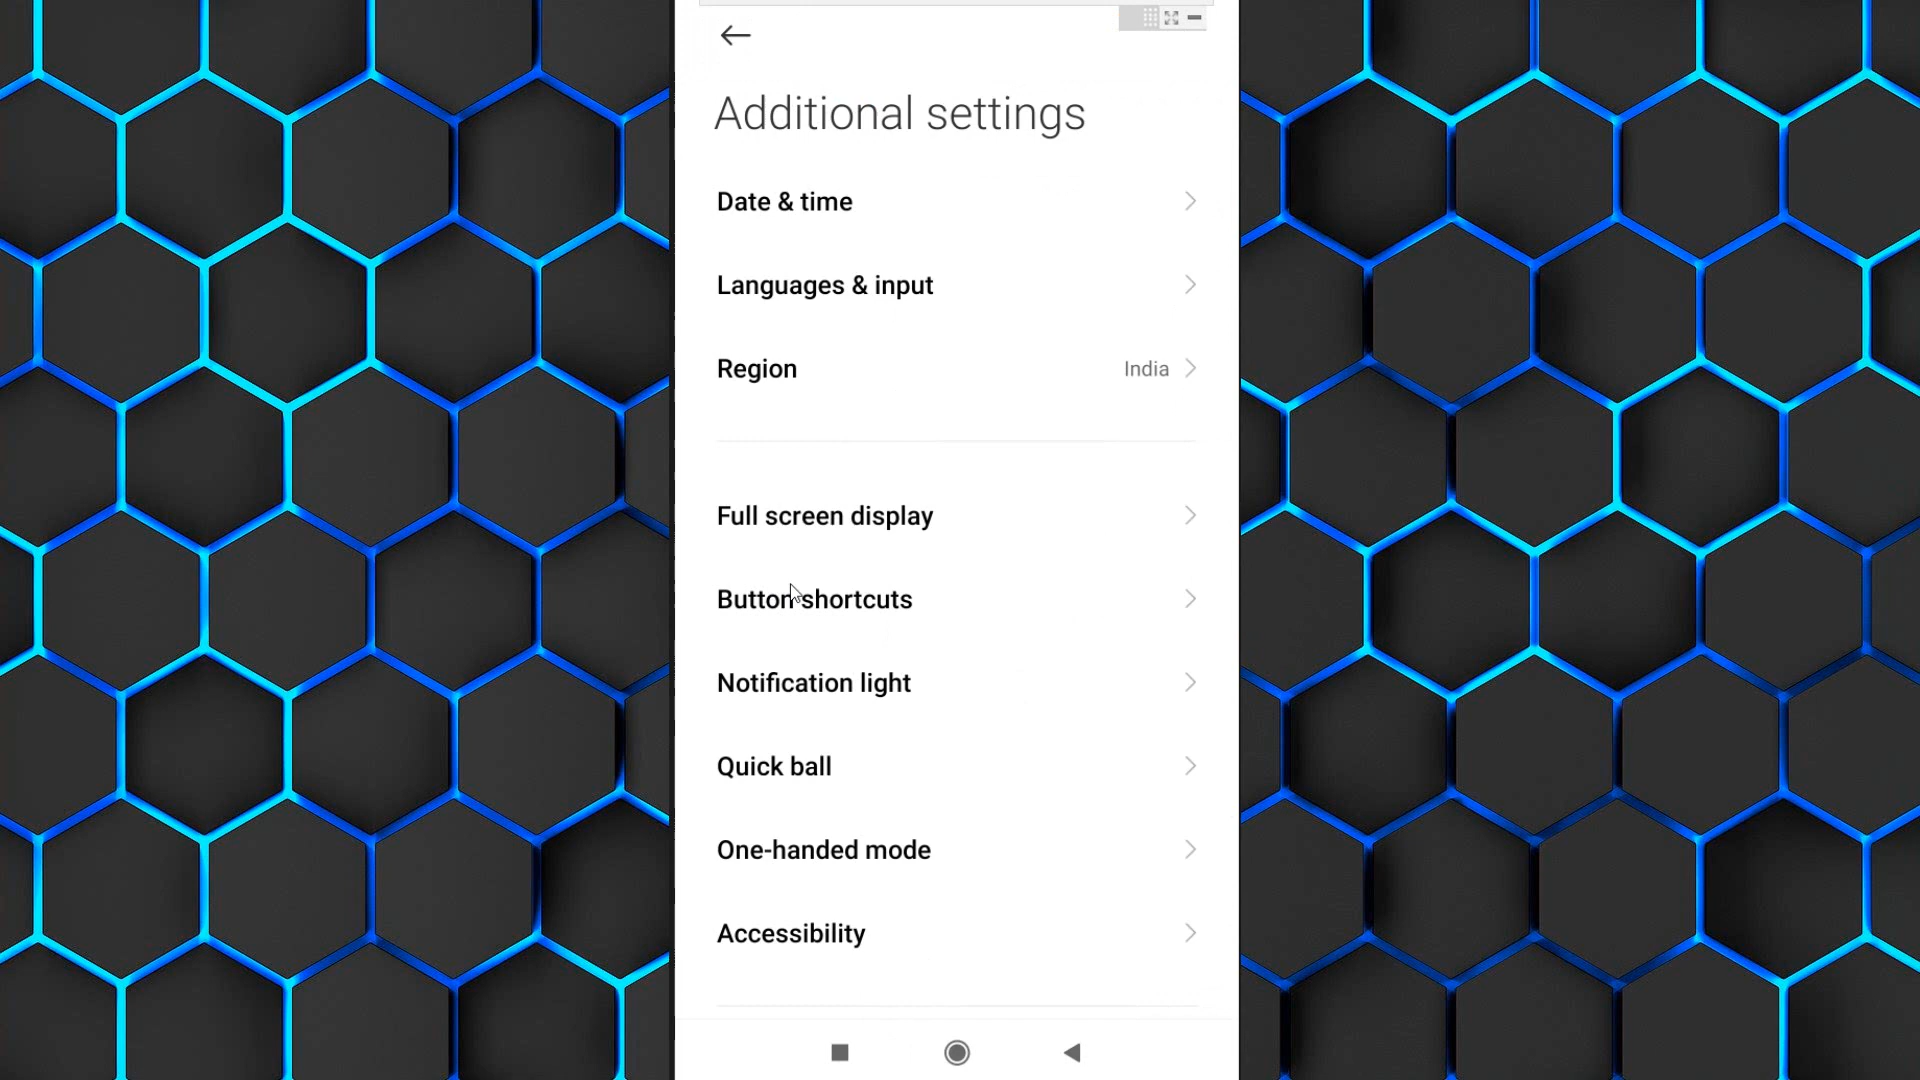 Additional settings
Date & time
Languages & input
Region India
Full screen display
Button shortcuts
Notification light
Quick ball
One-handed mode
Accessibility